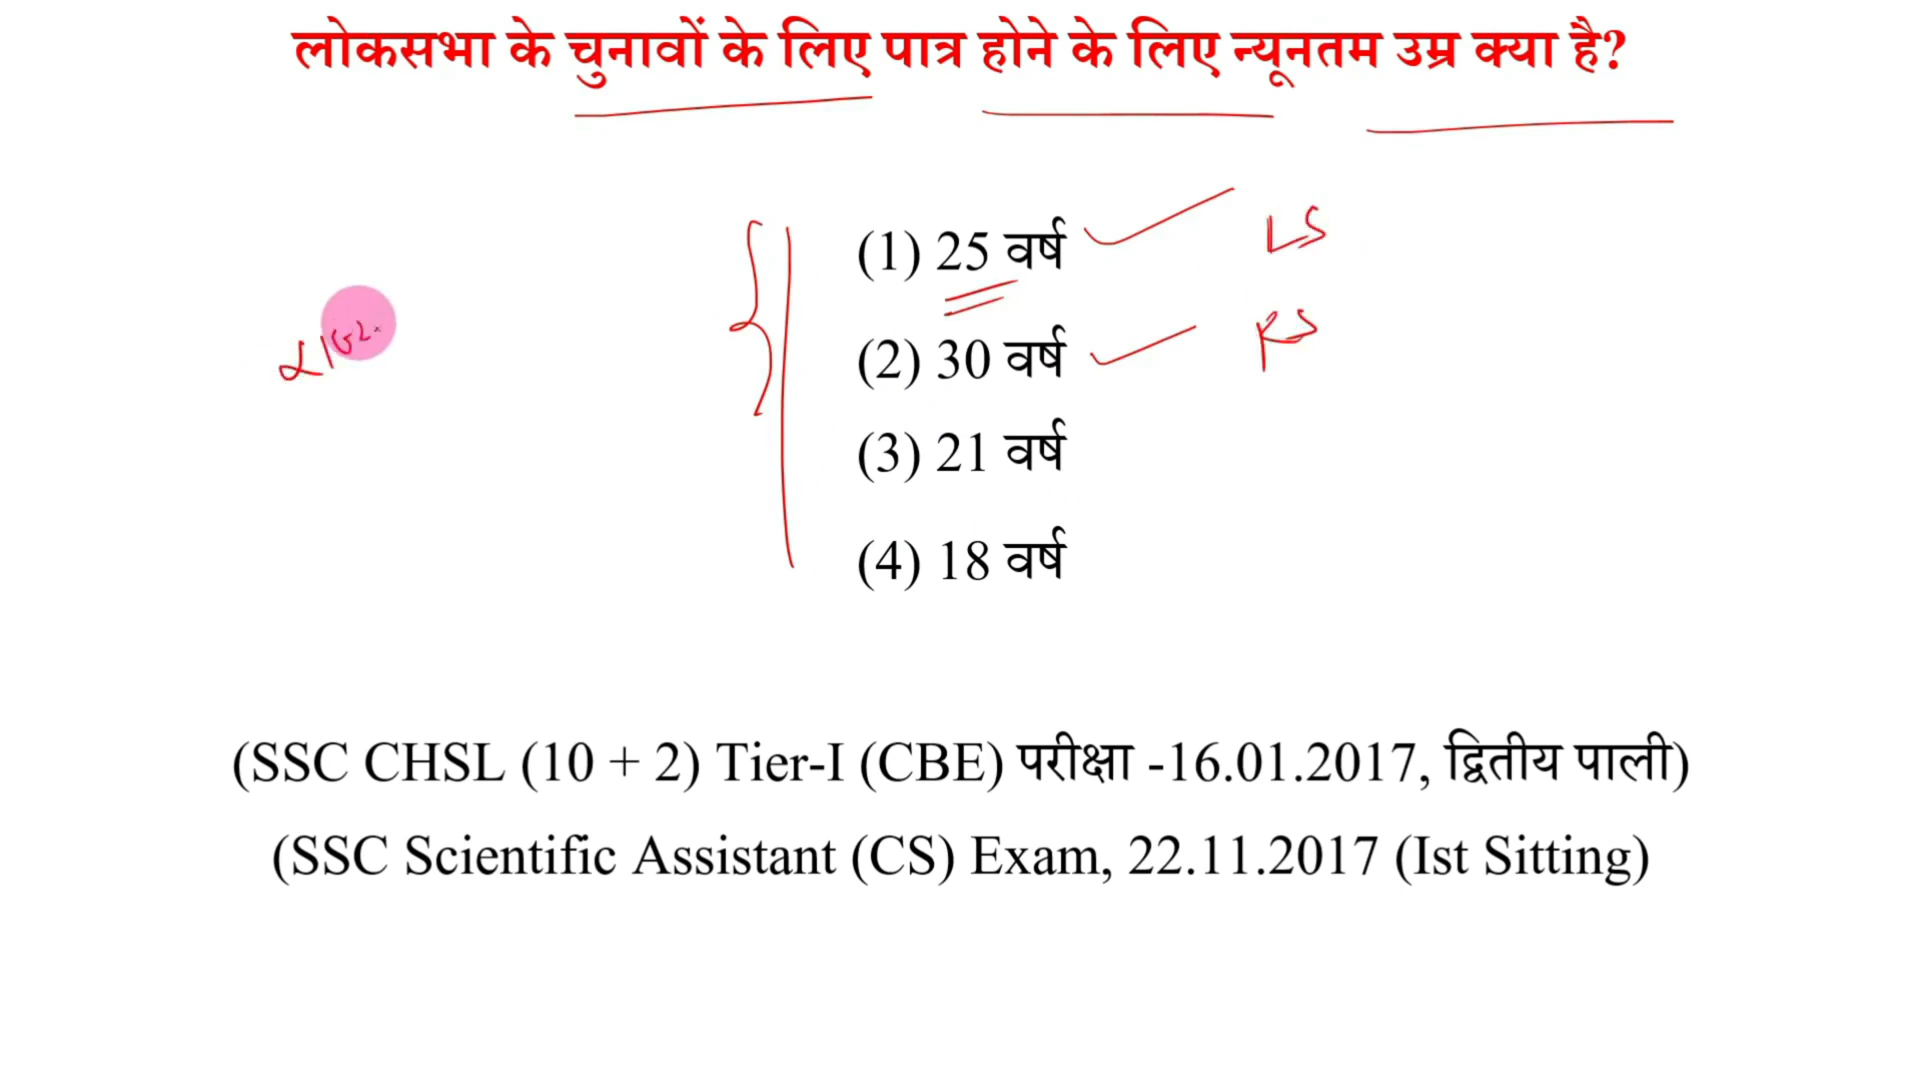 लोकसभा के चुनावों के लिए पात्र होने के लिए न्यूनतम उम्र क्या है?
(1) 25 वर्ष
LS
(2) 30 वर्ष
RS
(3) 21 वर्ष
(4) 18 वर्ष
(SSC CHSL (10 + 2) Tier-I (CBE) परीक्षा -16.01.2017, द्वितीय पाली)
(SSC Scientific Assistant (CS) Exam, 22.11.2017 (Ist Sitting)